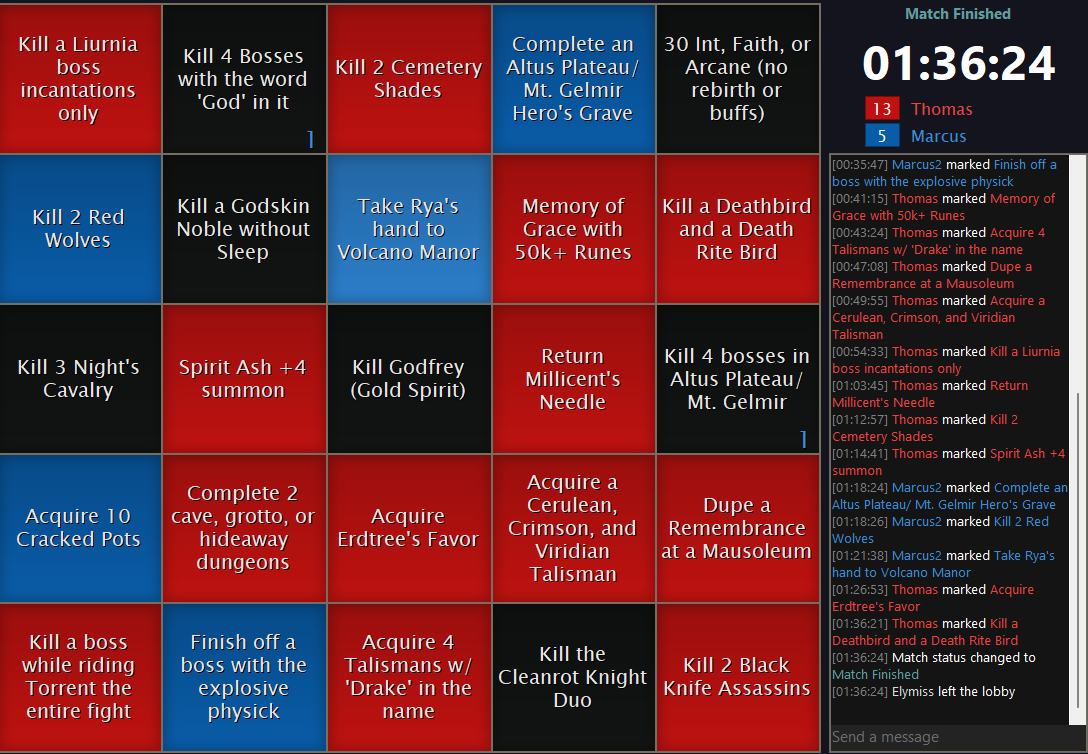 Kill a Liurnia
boss
incantations
only
Kill 4 Bosses
with the word
'God' in it
1
Kill 2 Cemetery
Shades
Complete an
Altus Plateau/
Mt. Gelmir
Hero's Grave
30 Int, Faith, or
Arcane (no
rebirth or
buffs)
Kill 2 Red
Wolves
Kill a Godskin
Noble without
Sleep
Take Rya's
hand to
Volcano Manor
Memory of
Grace with
50k+ Runes
Kill a Deathbird
and a Death
Rite Bird
Kill 3 Night's
Cavalry
Spirit Ash +4
summon
Kill Godfrey
(Gold Spirit)
Return
Millicent's
Needle
Kill 4 bosses in
Altus Plateau/
Mt. Gelmir
1
Acquire 10
Cracked Pots
Complete 2
cave, grotto, or
hideaway
dungeons
Acquire
Erdtree's Favor
Acquire a
Cerulean,
Crimson, and
Viridian
Talisman
Dupe a
Remembrance
at a Mausoleum
Kill a boss
while riding
Torrent the
entire fight
Finish off a
boss with the
explosive
physick
Acquire 4
Talismans w/
'Drake' in the
name
Kill the
Cleanrot Knight
Duo
Kill 2 Black
Knife Assassins
Match Finished
01:36:24
13 Thomas
5 Marcus
[00:35:47] Marcus2 marked Finish off a
boss with the explosive physick
[00:41:15] Thomas marked Memory of
Grace with 50k+ Runes
[00:43:24] Thomas marked Acquire 4
Talismans w/ 'Drake' in the name
[00:47:08] Thomas marked Dupe a
Remembrance at a Mausoleum
[00:49:55] Thomas marked Acquire a
Cerulean, Crimson, and Viridian
Talisman
[00:54:33] Thomas marked Kill a Liurnia
boss incantations only
[01:03:45] Thomas marked Return
Millicent's Needle
[01:12:57] Thomas marked Kill 2
Cemetery Shades
[01:14:41] Thomas marked Spirit Ash +4
summon
[01:18:24] Marcus2 marked Complete an
Altus Plateau/ Mt. Gelmir Hero's Grave
[01:18:26] Marcus2 marked Kill 2 Red
Wolves
[01:21:38] Marcus2 marked Take Rya's
hand to Volcano Manor
[01:26:53] Thomas marked Acquire
Erdtree's Favor
[01:36:21] Thomas marked Kill a
Deathbird and a Death Rite Bird
[01:36:24] Match status changed to
Match Finished
[01:36:24] Elymiss left the lobby
Send a message